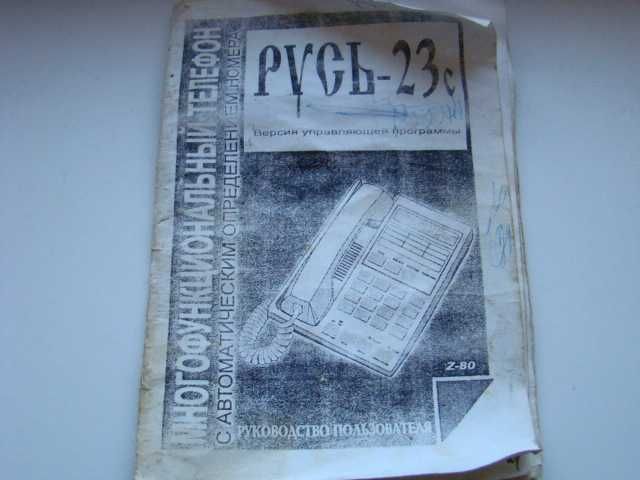 МНОГОФУНКЦИОНАЛЬНЫЙ ТЕЛЕФОН
С АВТОМАТИЧЕСКИМ ОПРЕДЕЛЕНИЕМ НОМЕРА
РУСЬ-23с
Версия управляющей программы
Z-80
РУКОВОДСТВО ПОЛЬЗОВАТЕЛЯ